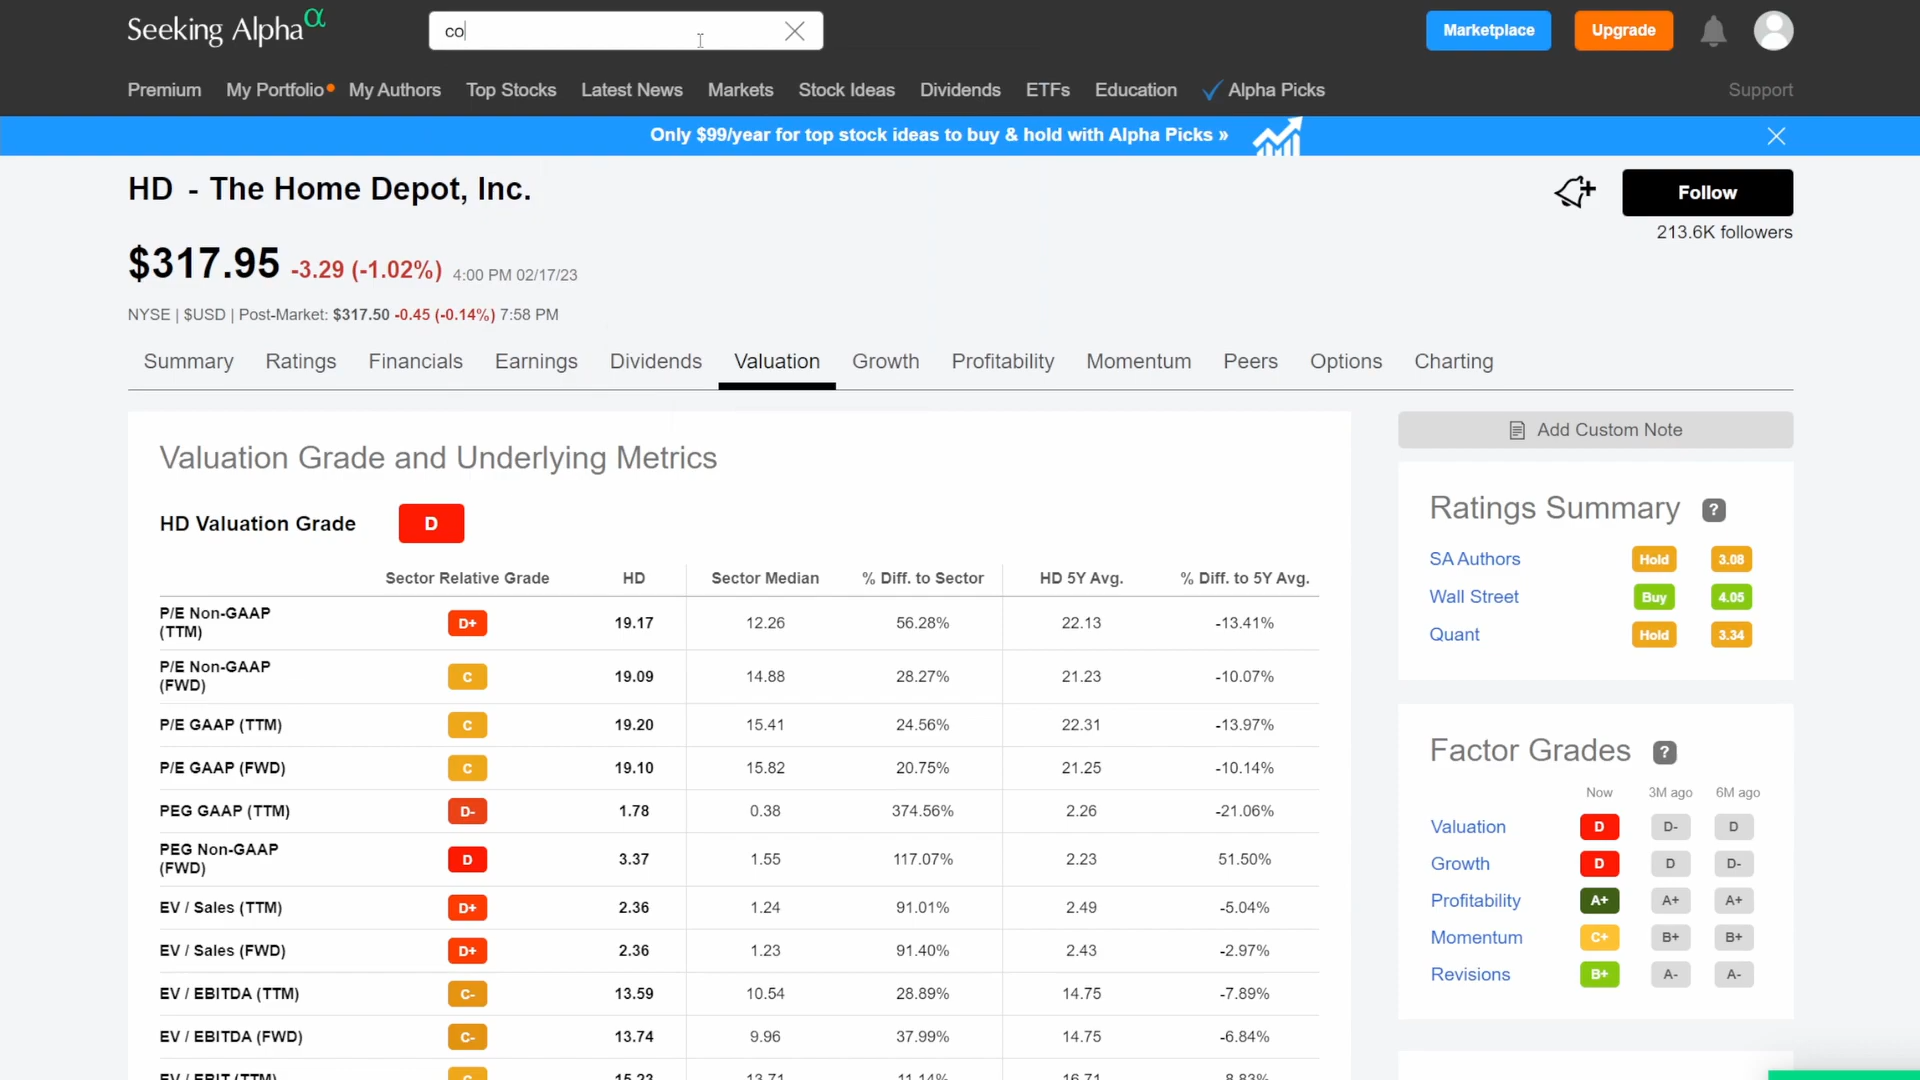 Seeking Alpha α
co
Marketplace
Upgrade
Premium My Portfolio My Authors Top Stocks Latest News Markets Stock Ideas Dividends ETFs Education Alpha Picks Support
Only $99/year for top stock ideas to buy & hold with Alpha Picks »
HD - The Home Depot, Inc.
Follow
213.6K followers
$317.95 -3.29 (-1.02%) 4:00 PM 02/17/23
NYSE | $USD | Post-Market: $317.50 -0.45 (-0.14%) 7:58 PM
Summary Ratings Financials Earnings Dividends Valuation Growth Profitability Momentum Peers Options Charting
Valuation Grade and Underlying Metrics
HD Valuation Grade D
Sector Relative Grade HD Sector Median % Diff. to Sector HD 5Y Avg. % Diff. to 5Y Avg.
P/E Non-GAAP
(TTM) D+ 19.17 12.26 56.28% 22.13 -13.41%
P/E Non-GAAP
(FWD) C 19.09 14.88 28.27% 21.23 -10.07%
P/E GAAP (TTM) C 19.20 15.41 24.56% 22.31 -13.97%
P/E GAAP (FWD) C 19.10 15.82 20.75% 21.25 -10.14%
PEG GAAP (TTM) D- 1.78 0.38 374.56% 2.26 -21.06%
PEG Non-GAAP
(FWD) D 3.37 1.55 117.07% 2.23 51.50%
EV / Sales (TTM) D+ 2.36 1.24 91.01% 2.49 -5.04%
EV / Sales (FWD) D+ 2.36 1.23 91.40% 2.43 -2.97%
EV / EBITDA (TTM) C- 13.59 10.54 28.89% 14.75 -7.89%
EV / EBITDA (FWD) C- 13.74 9.96 37.99% 14.75 -6.84%
EV / EBIT (TTM) C 15.23 13.71 11.14% 16.71 -8.83%
Add Custom Note
Ratings Summary ?
SA Authors Hold 3.08
Wall Street Buy 4.05
Quant Hold 3.34
Factor Grades ?
Now 3M ago 6M ago
Valuation D D- D
Growth D D D-
Profitability A+ A+ A+
Momentum C+ B+ B+
Revisions B+ A- A-